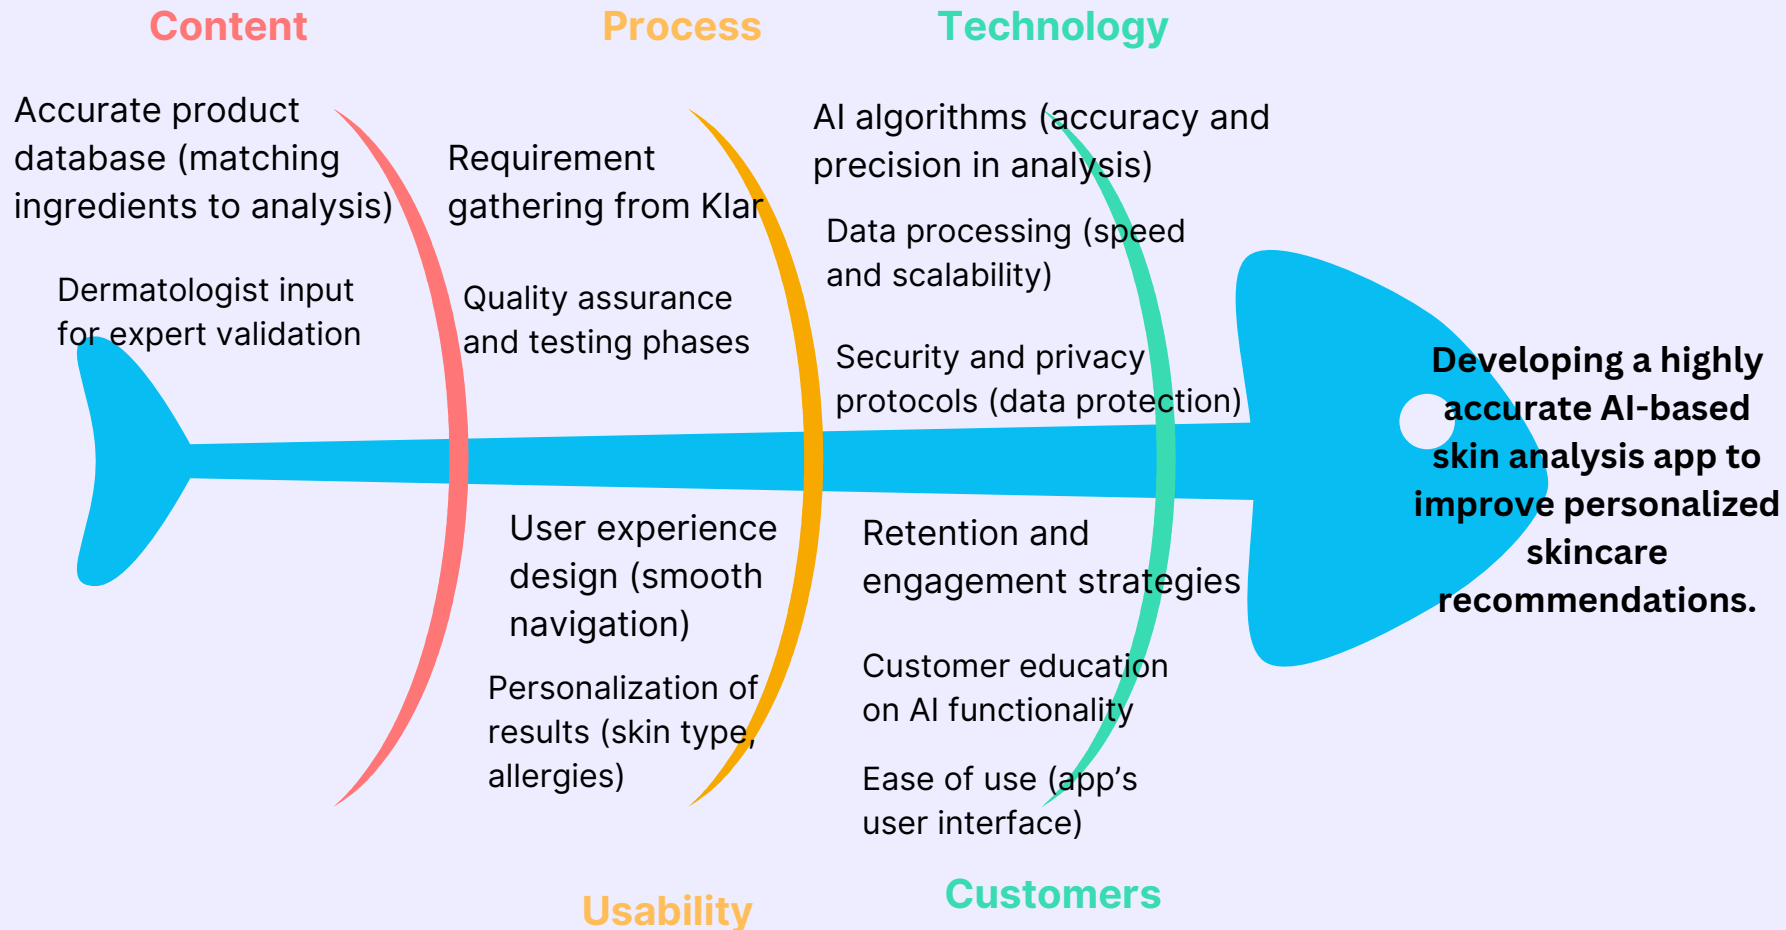 Content
Process
Technology
Accurate product
database (matching
ingredients to analysis)
Dermatologist input
for expert validation
Requirement
gathering from Klar
Quality assurance
and testing phases
AI algorithms (accuracy and
precision in analysis)
Data processing (speed
and scalability)
Security and privacy
protocols (data protection)
Developing a highly
accurate AI-based
skin analysis app to
improve personalized
skincare
recommendations.
User experience
design (smooth
navigation)
Personalization of
results (skin type,
allergies)
Retention and
engagement strategies
Customer education
on AI functionality
Ease of use (app’s
user interface)
Usability
Customers